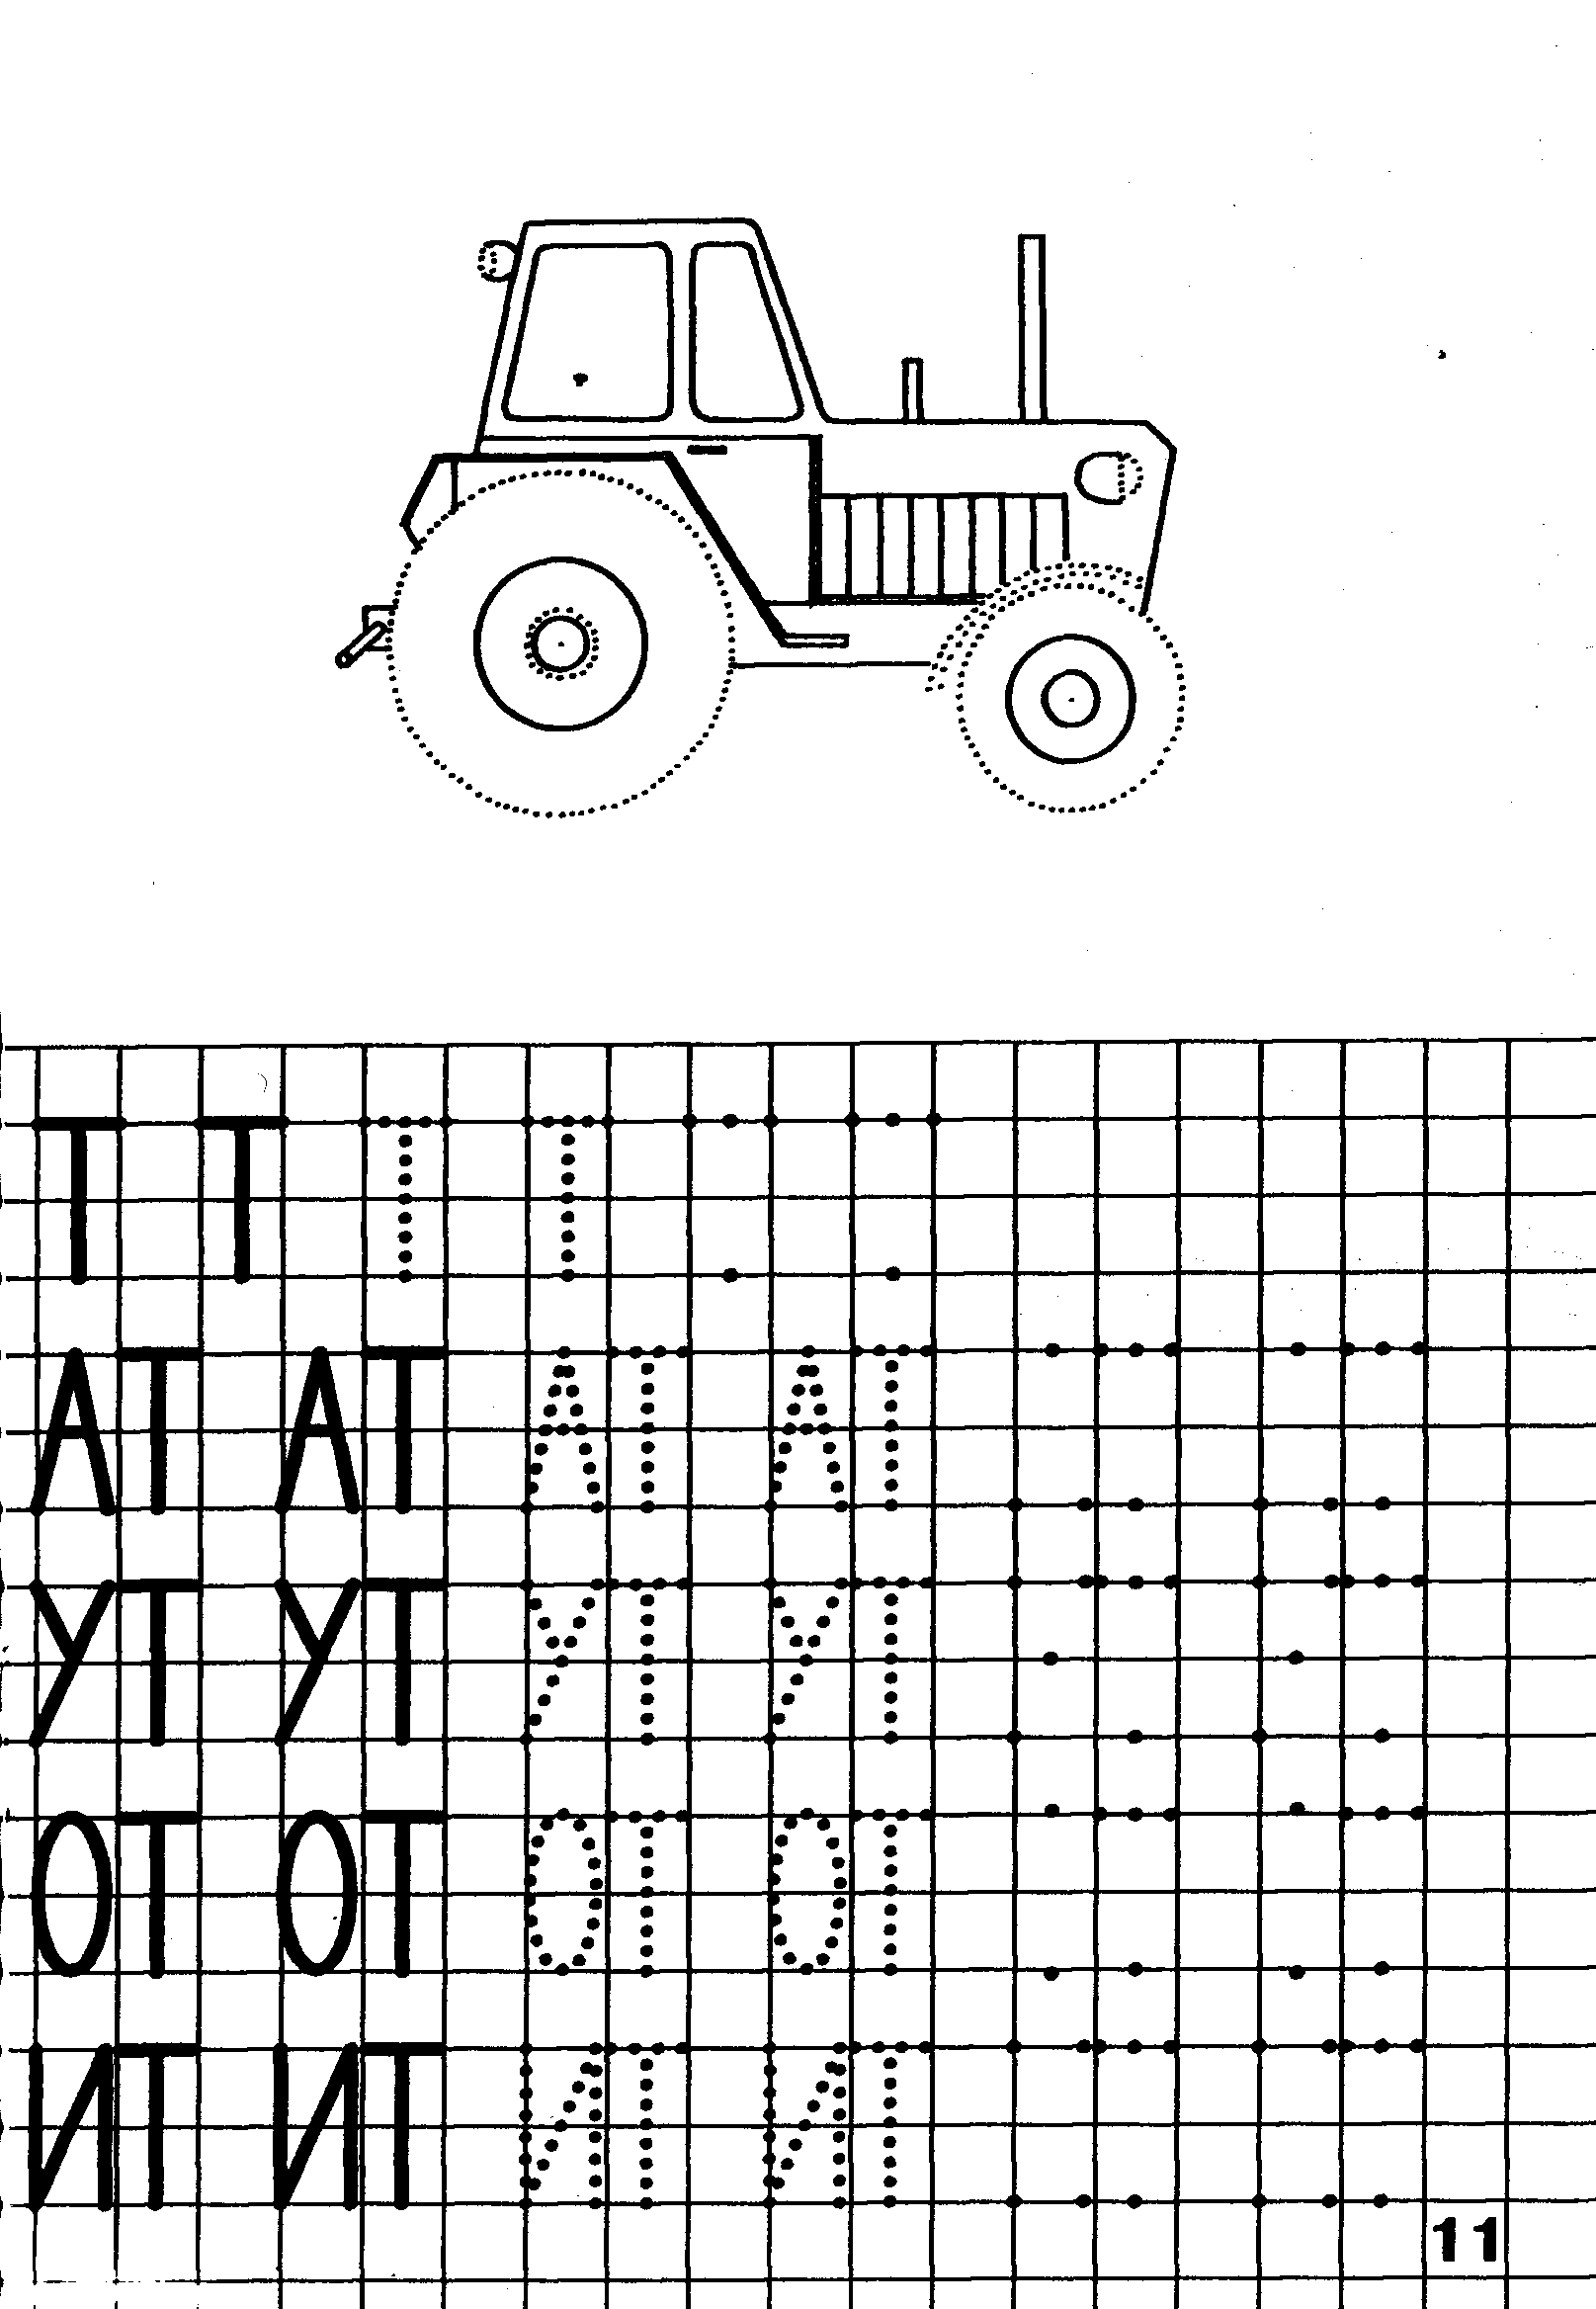 Т Т Т Т
АТ АТ АТ АТ
УТ УТ УТ УТ
ОТ ОТ ОТ ОТ
ИТ ИТ ИТ ИТ
11